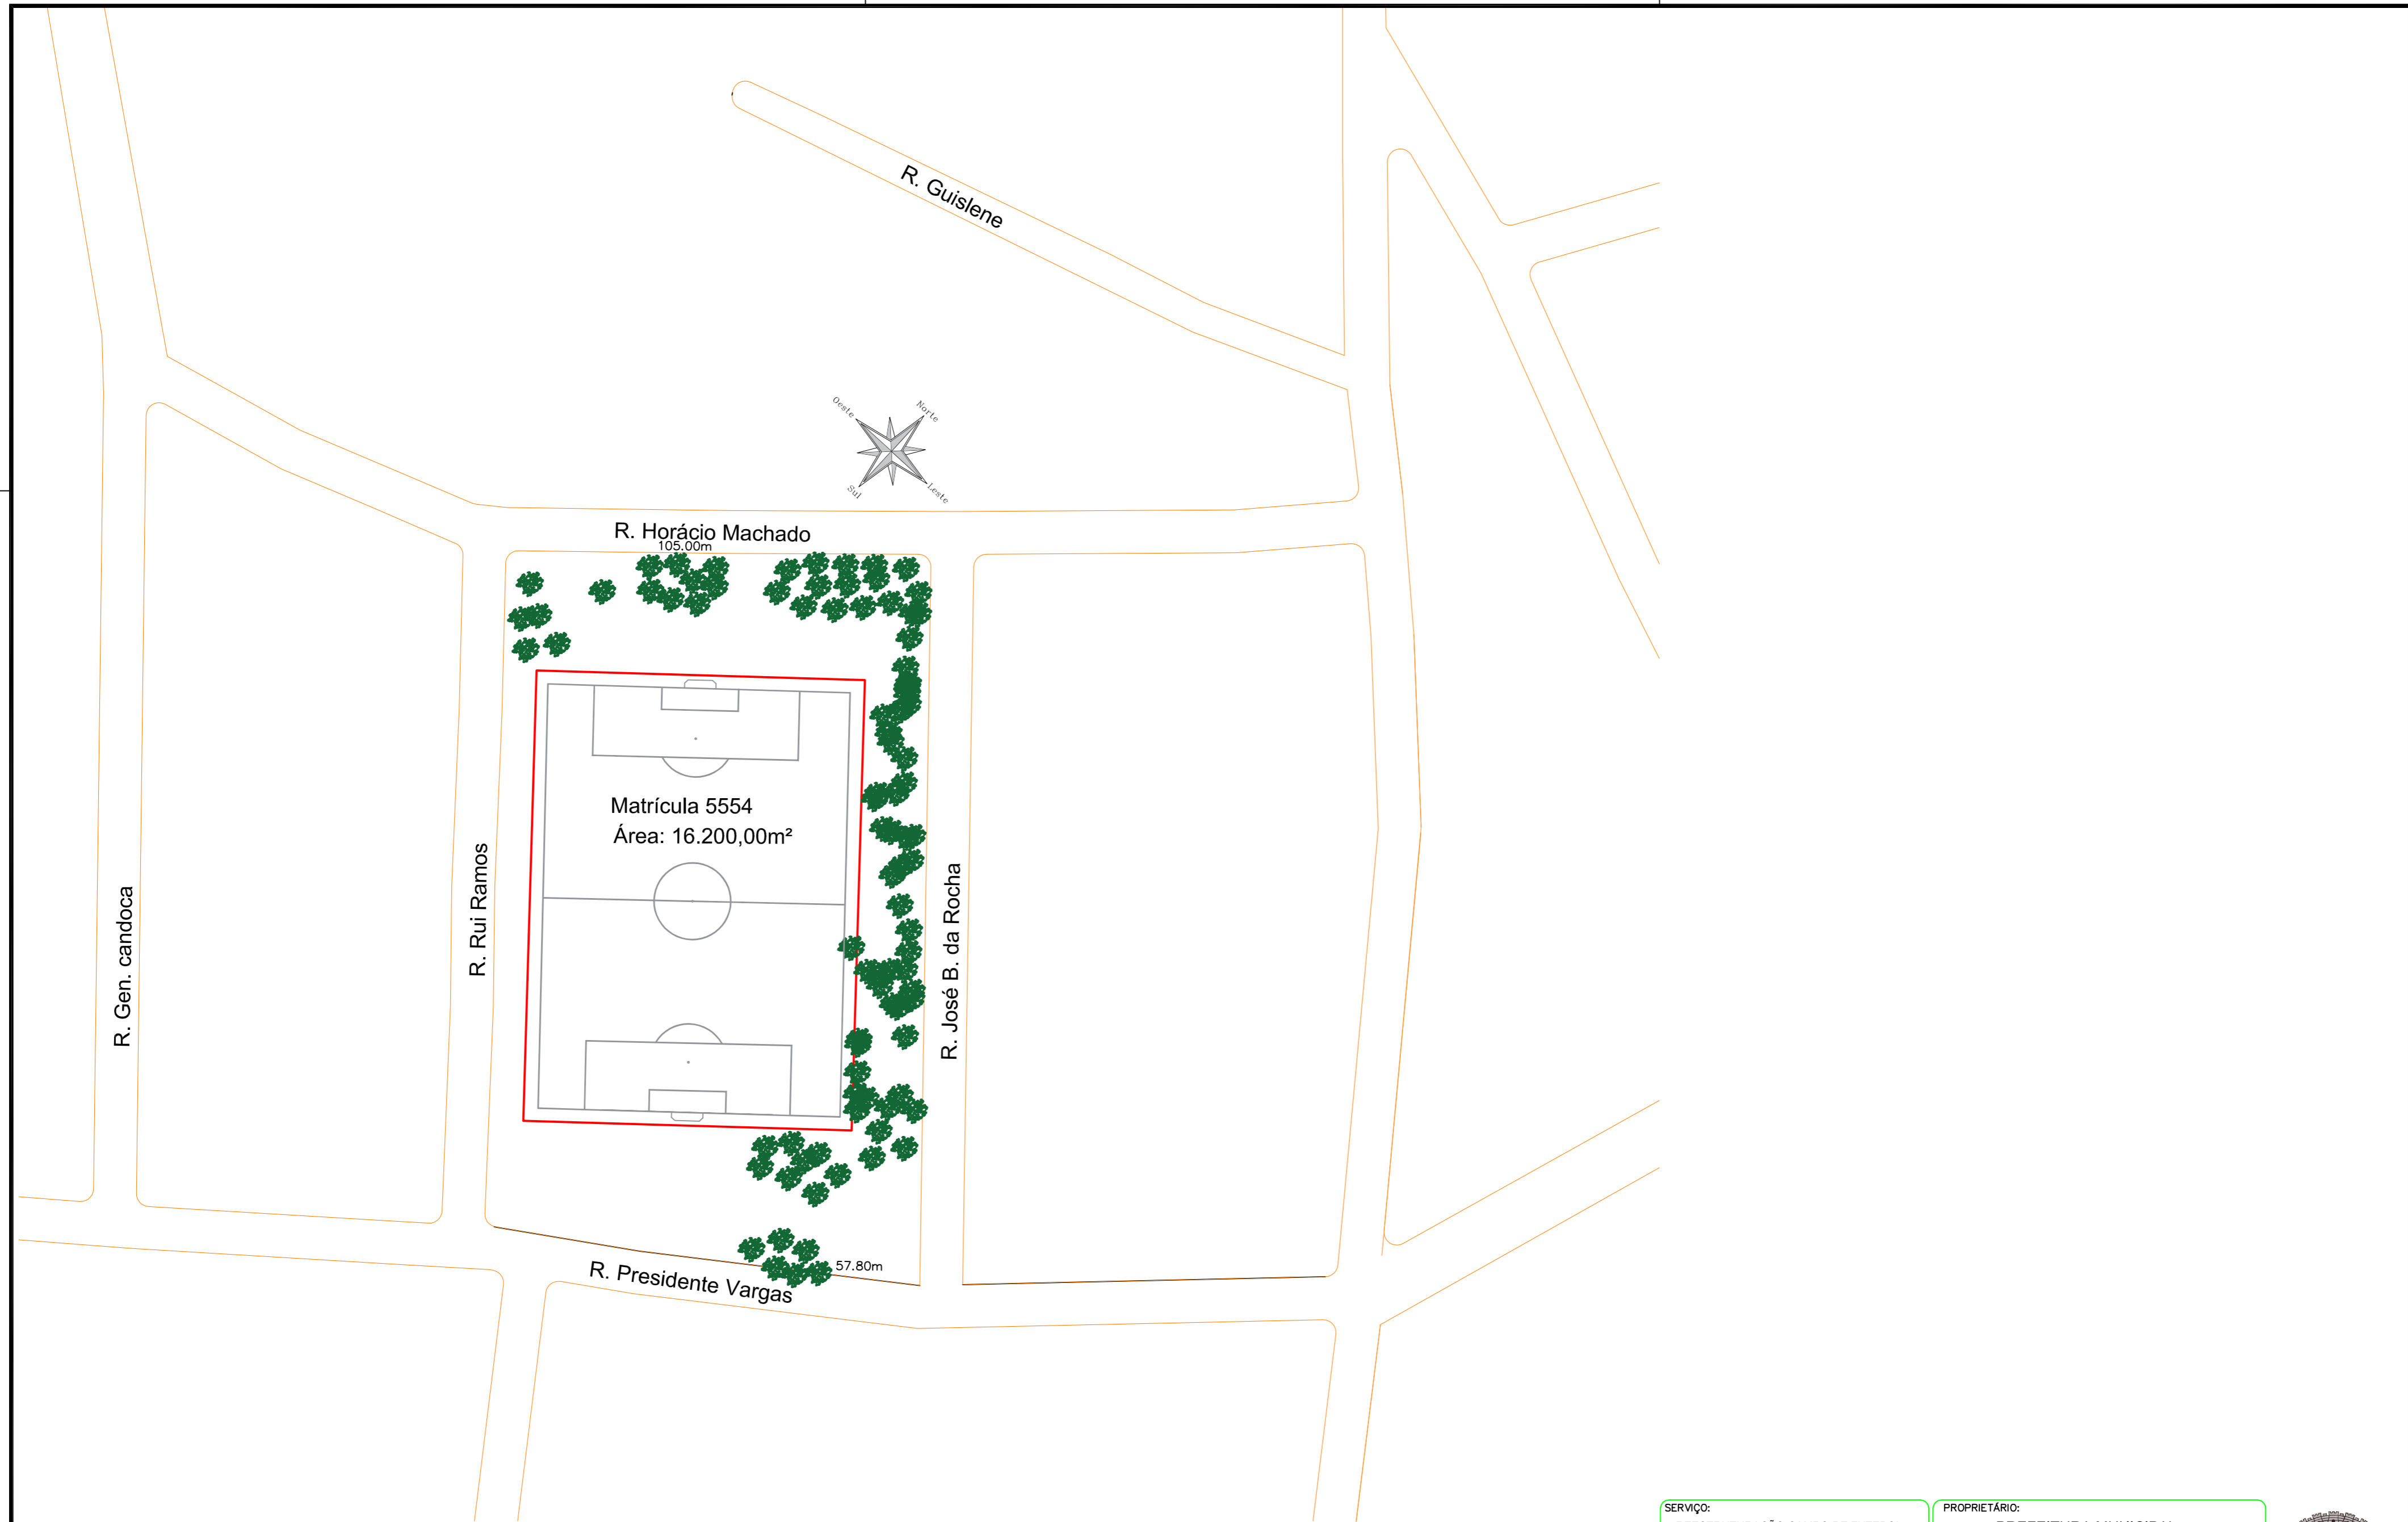 R. Guislene
Oeste
Norte
Sul
Leste
R. Horácio Machado
105.00m
Matrícula 5554
Área: 16.200,00m²
R. Gen. candoca
R. Rui Ramos
R. José B. da Rocha
R. Presidente Vargas
57.80m
SERVIÇO:
PROPRIETÁRIO: